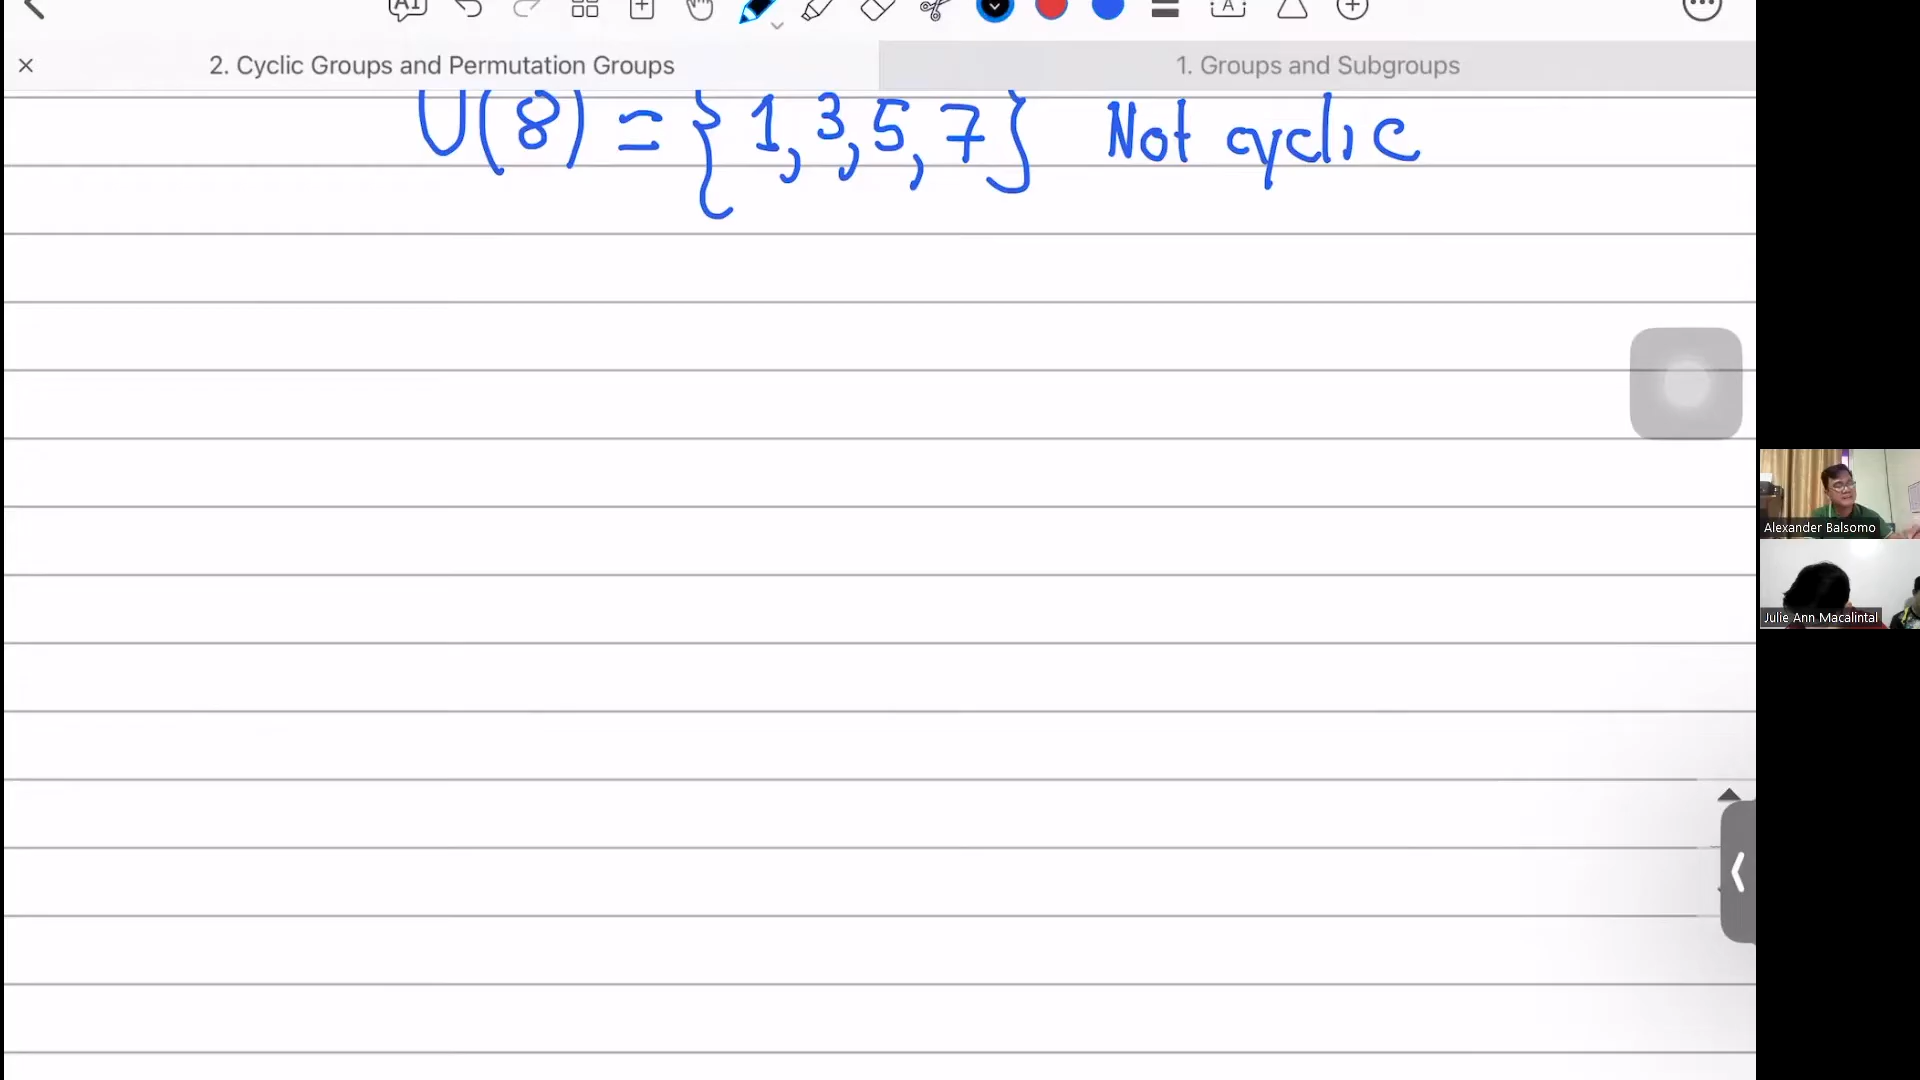 AI
A
2. Cyclic Groups and Permutation Groups
1. Groups and Subgroups
U(8) = {1, 3, 5, 7} Not cyclic
Alexander Balsomo
Julie Ann Macalintal